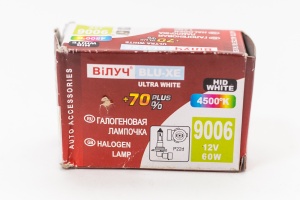 ВіЛУЧ BLU-XE
ULTRA WHITE
HID
WHITE
4500°K
+70 PLUS %
ГАЛОГЕНОВАЯ
ЛАМПОЧКА
HALOGEN
LAMP
P22d
9006
12V
60W
AUTO ACCESSORIES